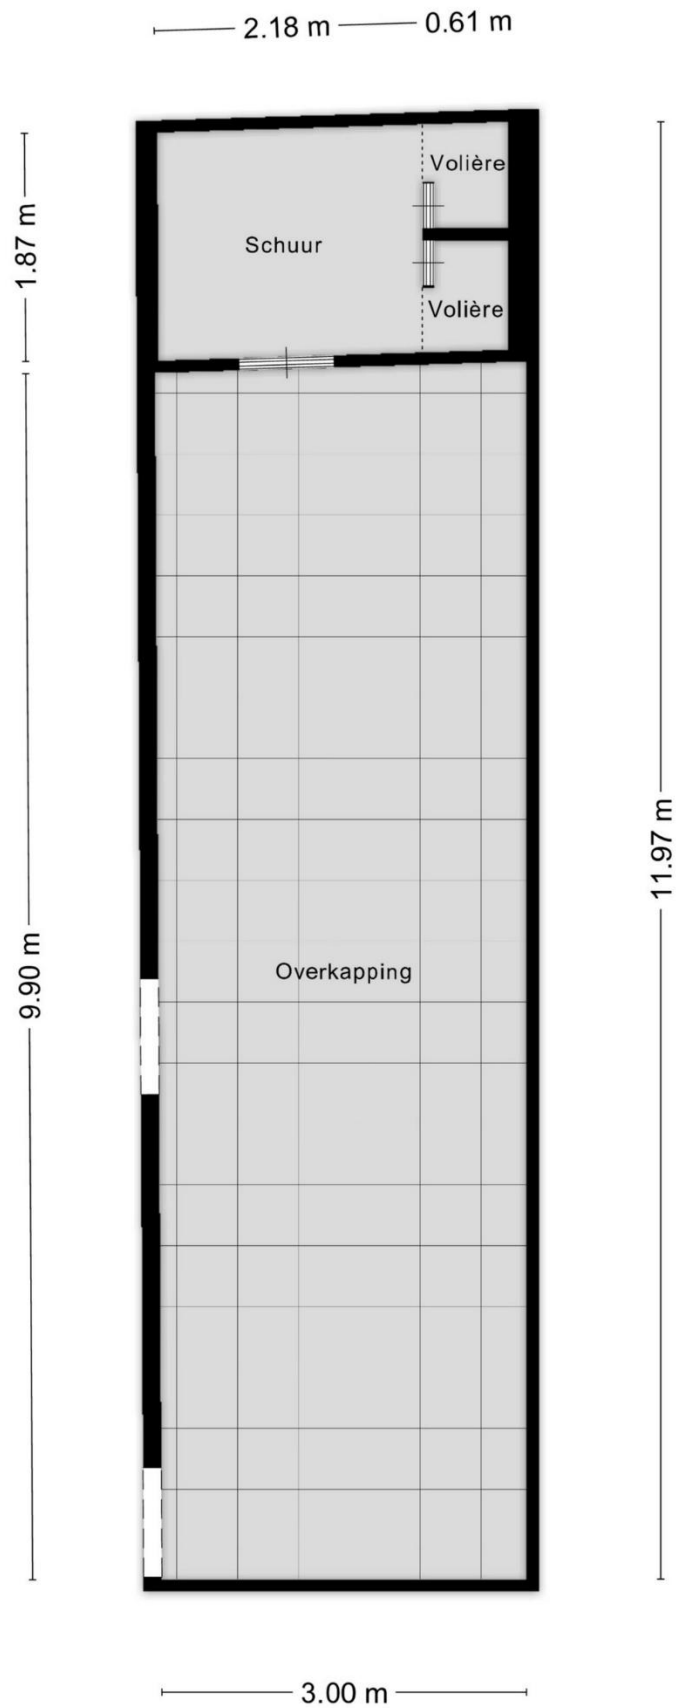 2.18 m
0.61 m
Volière
1.87 m
Schuur
Volière
11.97 m
9.90 m
Overkapping
3.00 m